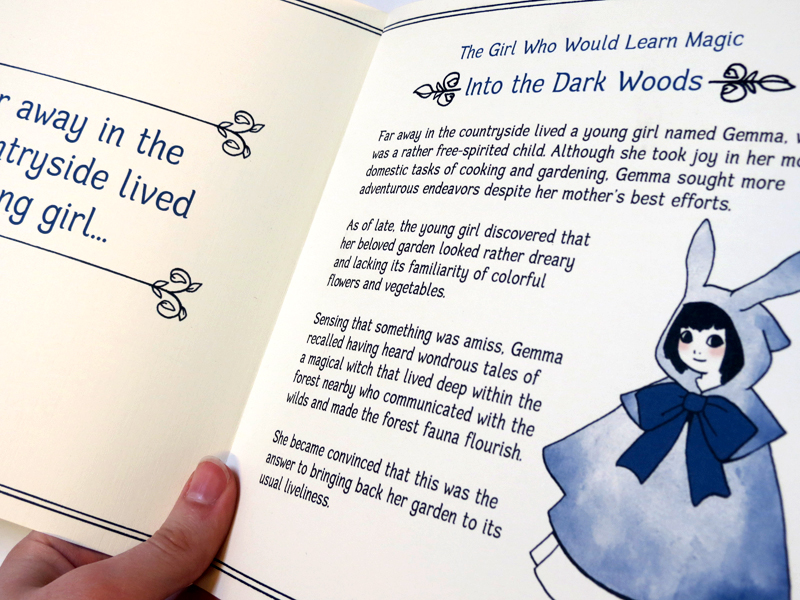 away in the
lived
girl...
The Girl Who Would Learn Magic
Into the Dark Woods
Far away in the countryside lived a young girl named Gemma,
was a rather free-spirited child. Although she took joy in her
domestic tasks of cooking and gardening, Gemma sought more
adventurous endeavors despite her mother's best efforts.
As of late, the young girl discovered that
her beloved garden looked rather dreary
and lacking its familiarity of colorful
flowers and vegetables.
Sensing that something was amiss, Gemma
recalled having heard wondrous tales of
a magical witch that lived deep within the
forest nearby who communicated with the
wilds and made the forest fauna flourish.
She became convinced that this was the
answer to bringing back her garden to its
usual liveliness.